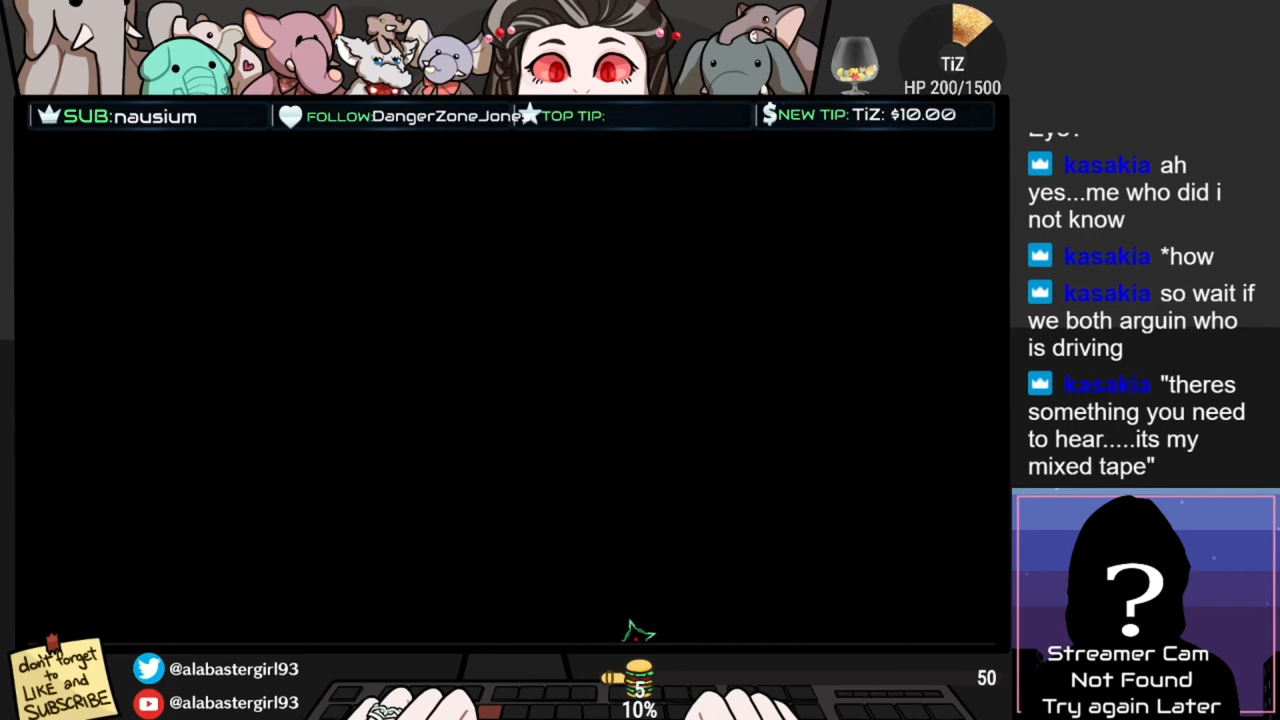 TiZ
HP 200/1500
SUB:nausium
FOLLOW:DangerZoneJones
TOP TIP:
$NEW TIP: TiZ: $10.00
kasakia ah
yes...me who did i
not know
kasakia *how
kasakia so wait if
we both arguin who
is driving
kasakia "theres
something you need
to hear.....its my
mixed tape"
?
Streamer Cam
Not Found
Try again Later
don't forget
to
LIKE and
SUBSCRIBE
@alabastergirl93
@alabastergirl93
5
10%
50